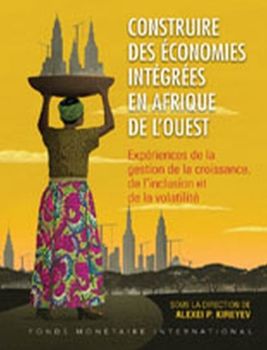 CONSTRUIRE
DES ÉCONOMIES
INTÉGRÉES
EN AFRIQUE
DE L'OUEST
Expériences de la
gestion de la croissance,
de l'inclusion et
de la volatilité
SOUS LA DIRECTION DE
ALEXEI P. KIREYEV
FONDS MONÉTAIRE INTERNATIONAL